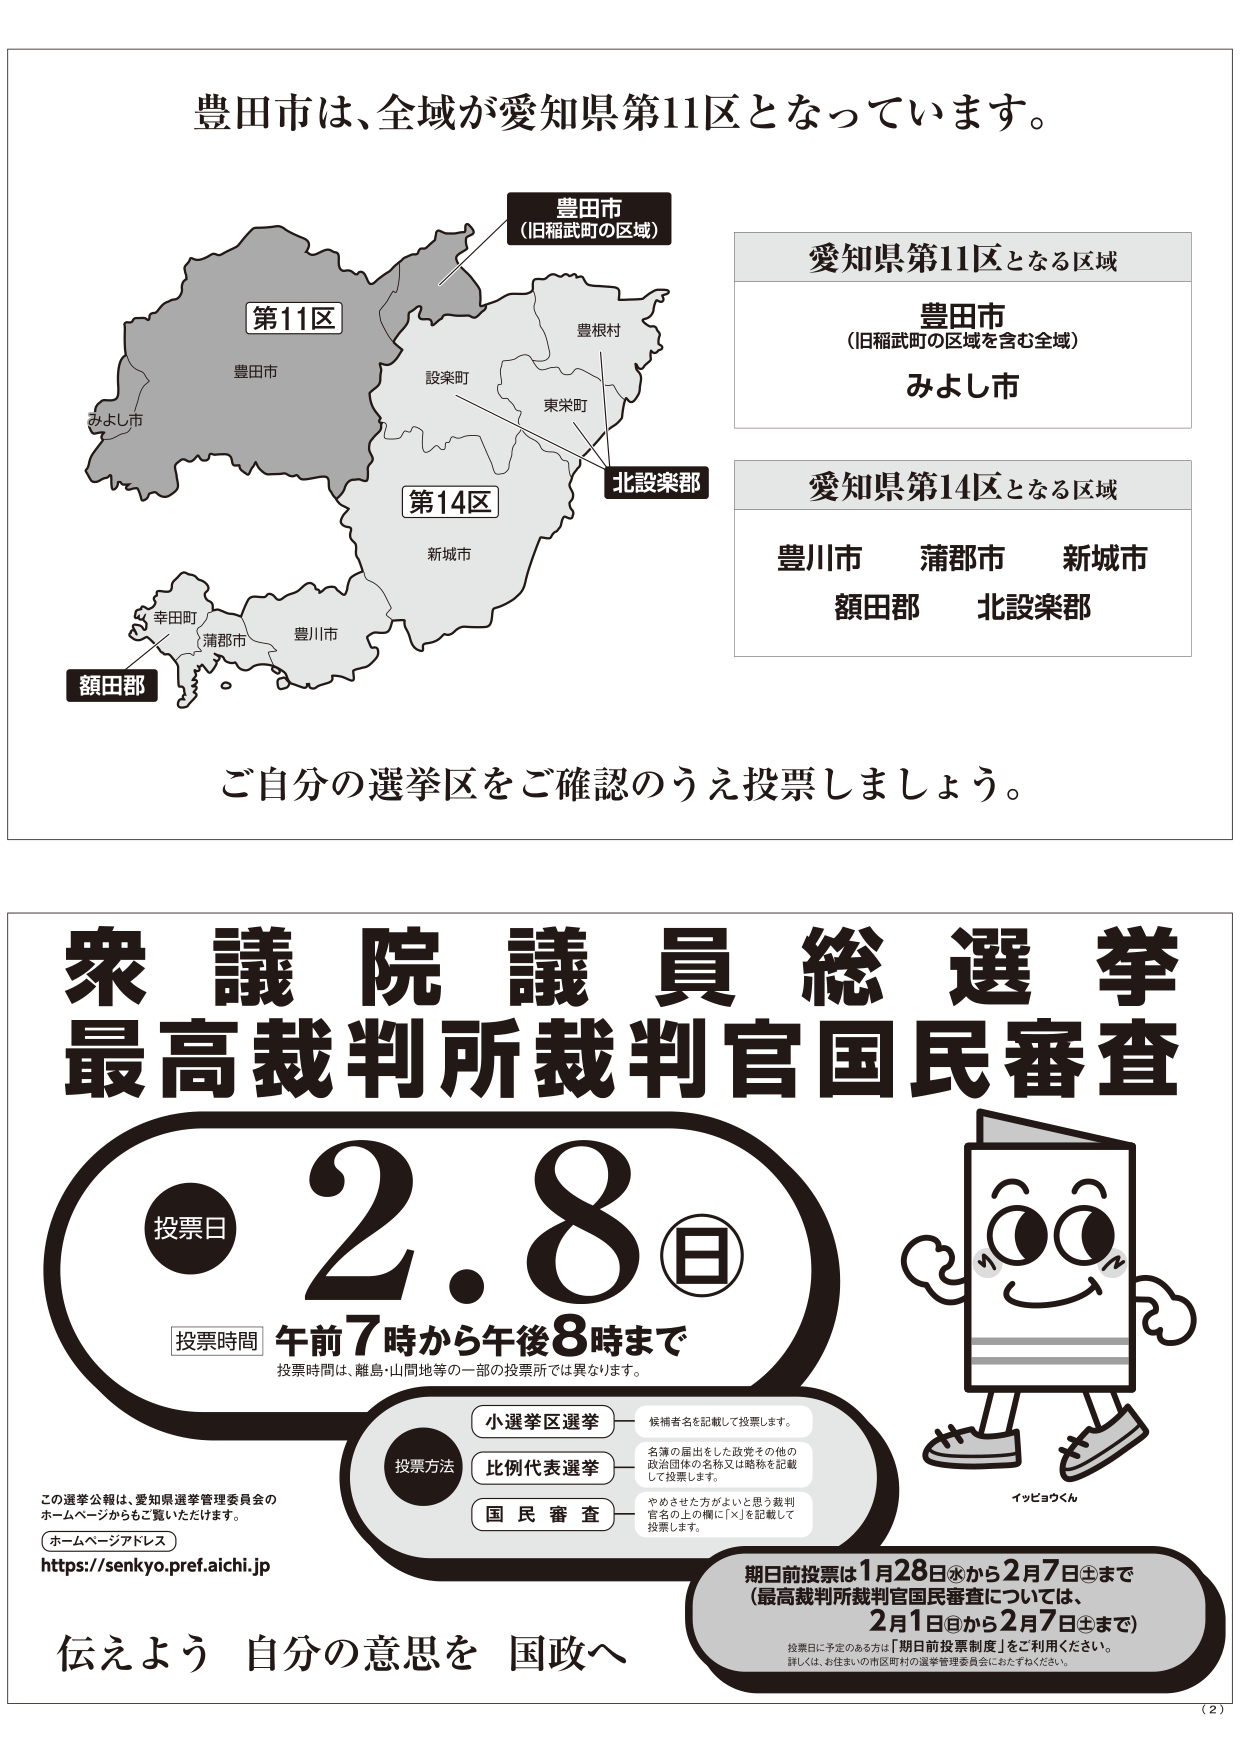 豊田市は、全域が愛知県第11区となっています。
豊田市
（旧稲武町の区域）
第11区
豊田市
みよし市
豊根村
設楽町
東栄町
北設楽郡
第14区
新城市
幸田町
蒲郡市
豊川市
額田郡
愛知県第11区となる区域
豊田市
（旧稲武町の区域を含む全域）
みよし市
愛知県第14区となる区域
豊川市 蒲郡市 新城市
額田郡 北設楽郡
ご自分の選挙区をご確認のうえ投票しましょう。
衆議院議員総選挙
最高裁判所裁判官国民審査
投票日
2.8㊐
投票時間 午前7時から午後8時まで
投票時間は、離島・山間地等の一部の投票所では異なります。
投票方法
小選挙区選挙
候補者名を記載して投票します。
比例代表選挙
名簿の届出をした政党その他の
政治団体の名称又は略称を記載
して投票します。
国民審査
やめさせた方がよいと思う裁判
官名の上の欄に「×」を記載して
投票します。
イッピョウくん
この選挙公報は、愛知県選挙管理委員会の
ホームページからもご覧いただけます。
ホームページアドレス
https://senkyo.pref.aichi.jp
期日前投票は1月28日㊌から2月7日㊏まで
（最高裁判所裁判官国民審査については、
2月1日㊐から2月7日㊏まで）
投票日に予定のある方は「期日前投票制度」をご利用ください。
詳しくは、お住まいの市区町村の選挙管理委員会におたずねください。
伝えよう 自分の意思を 国政へ
（2）